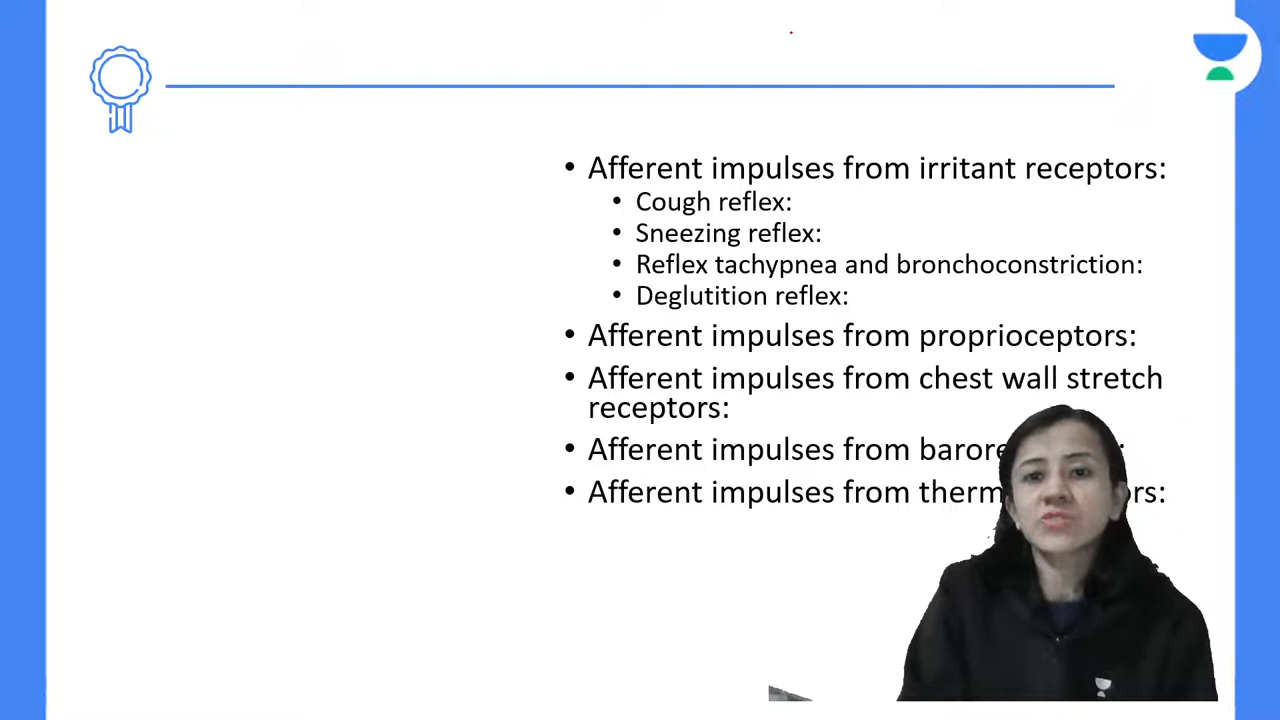 • Afferent impulses from irritant receptors:
• Cough reflex:
• Sneezing reflex:
• Reflex tachypnea and bronchoconstriction:
• Deglutition reflex:
• Afferent impulses from proprioceptors:
• Afferent impulses from chest wall stretch
receptors:
• Afferent impulses from
• Afferent impulses from